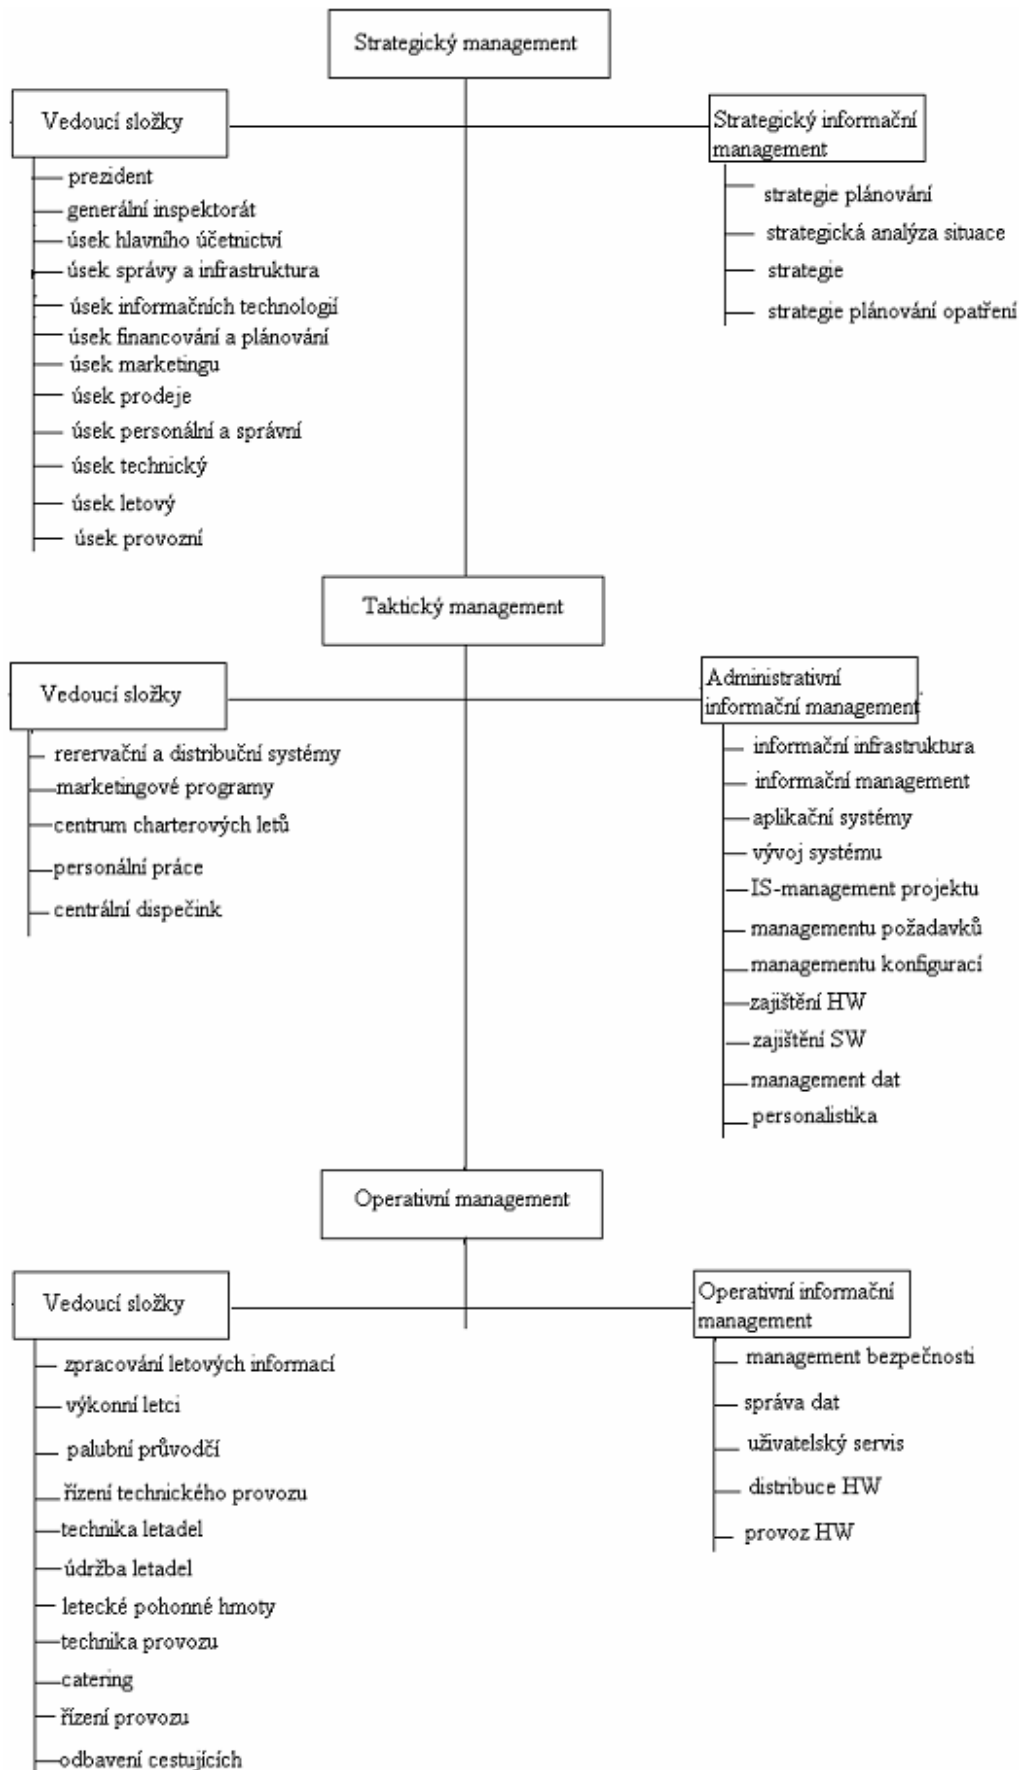 Strategický management
Vedoucí složky
prezident
generální inspektorát
úsek hlavního účetnictví
úsek správy a infrastruktura
úsek informačních technologií
úsek financování a plánování
úsek marketingu
úsek prodeje
úsek personální a správní
úsek technický
úsek letový
úsek provozní
Strategický informační
management
strategie plánování
strategická analýza situace
strategie
strategie plánování opatření
Taktický management
Vedoucí složky
rerervační a distribuční systémy
marketingové programy
centrum charterových letů
personální práce
centrální dispečink
Administrativní
informační management
informační infrastruktura
informační management
aplikační systémy
vývoj systému
IS-management projektu
managementu požadavků
managementu konfigurací
zajištění HW
zajištění SW
management dat
personalistika
Operativní management
Vedoucí složky
zpracování letových informací
výkonní letci
palubní průvodčí
řízení technického provozu
technika letadel
údržba letadel
letecké pohonné hmoty
technika provozu
catering
řízení provozu
odbavení cestujících
Operativní informační
management
management bezpečnosti
správa dat
uživatelský servis
distribuce HW
provoz HW